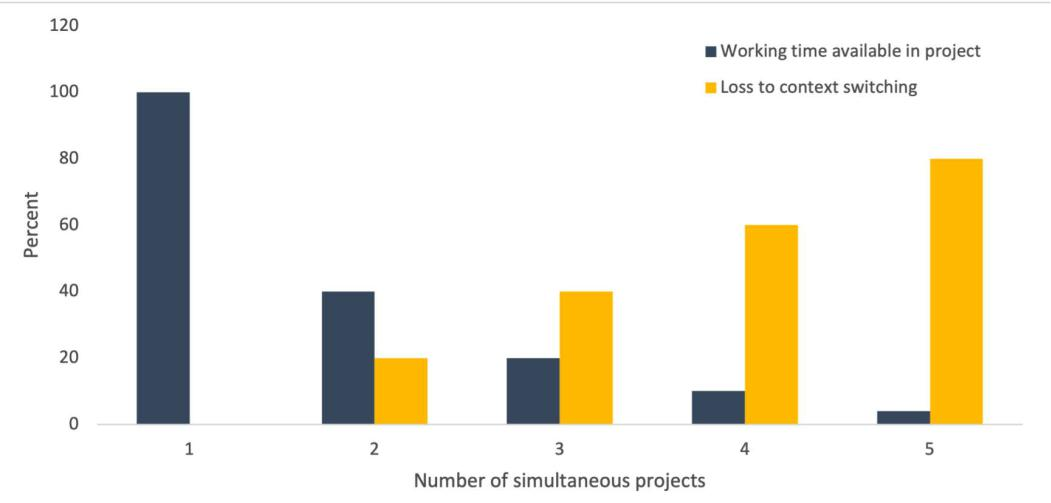 120
Working time available in project
Loss to context switching
100
80
60
40
20
0
Percent
1 2 3 4 5
Number of simultaneous projects